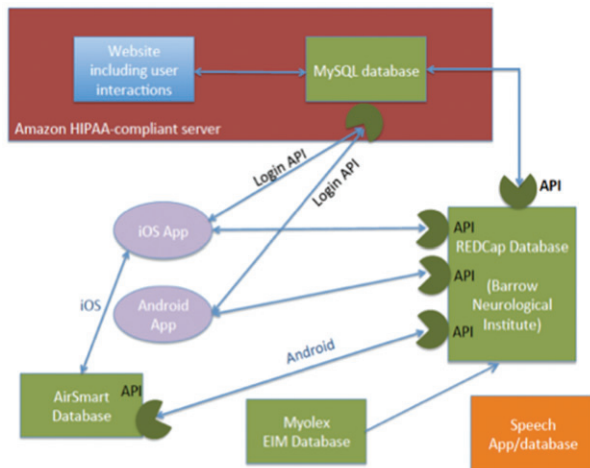 Website
including user
interactions
MySQL database
Amazon HIPAA-compliant server
Login API
Login API
API
iOS App
API
REDCap Database
(Barrow
Neurological
Institute)
API
Android
App
API
iOS
Android
AirSmart
Database
API
Myolex
EIM Database
Speech
App/database